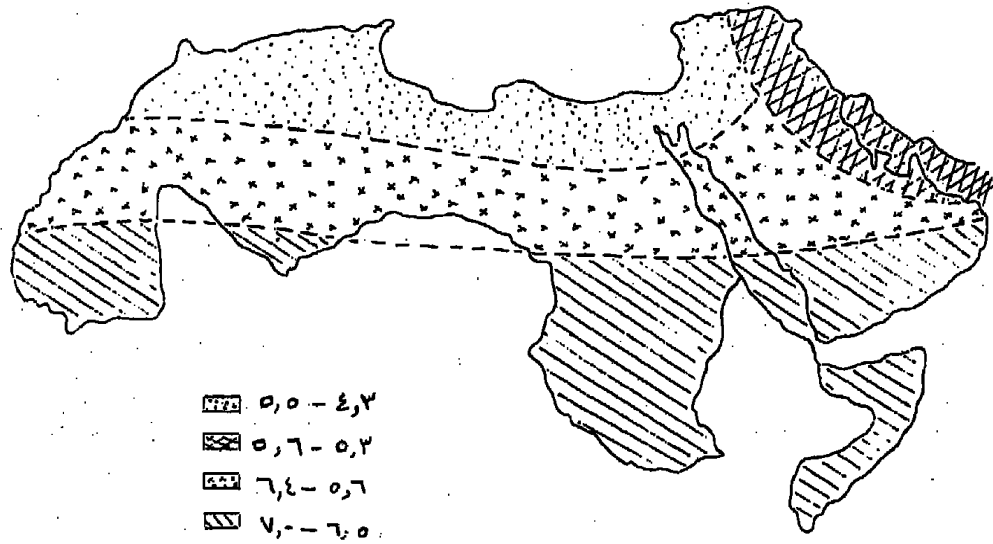 ٤,٣ – ٥,٥
٥,٣ – ٥,٦
٥,٦ – ٦,٤
٦,٥ – ٧,٠